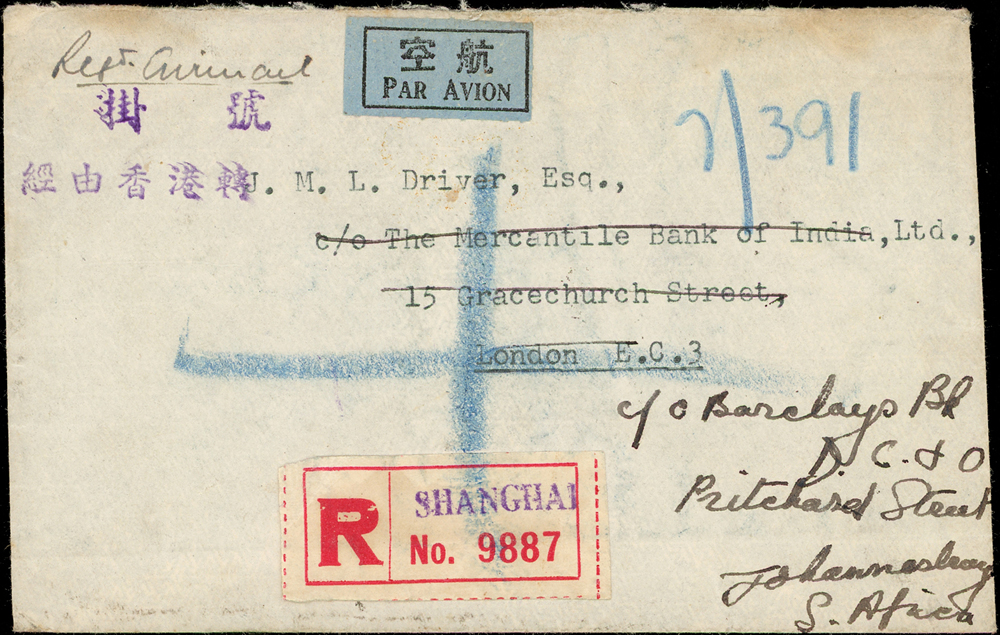 Regd. Airmail
空航
PAR AVION
掛號
7/391
經由香港轉
J. M. L. Driver, Esq.,
c/o The Mercantile Bank of India,Ltd.,
15 Gracechurch Street,
London E.C.3
c/o Barclays Bk
D. C. & O
Pritchard Street
Johannesburg
S. Africa
R
SHANGHAI
No. 9887